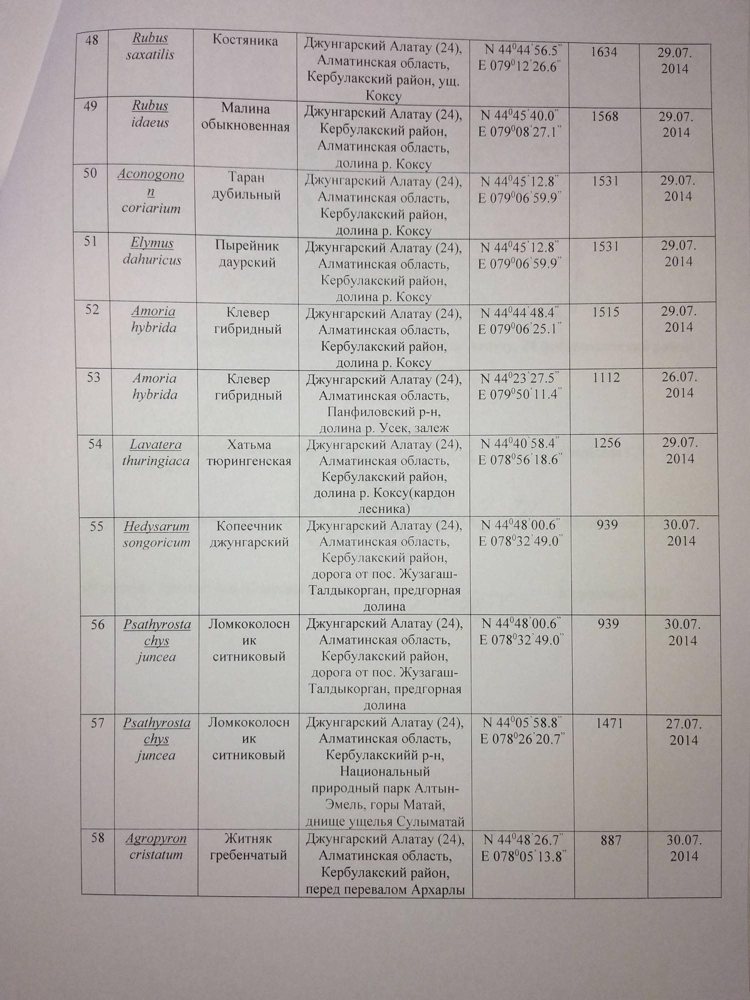 48
Rubus
saxatilis
Костяника
Джунгарский Алатау (24),
Алматинская область,
Кербулакский район, ущ.
Коксу
N 44⁰44’56.5”
E 079⁰12’26.6”
1634
29.07.
2014
49
Rubus
idaeus
Малина
обыкновенная
Джунгарский Алатау (24),
Кербулакский район,
Алматинская область,
долина р. Коксу
N 44⁰45’40.0”
E 079⁰08’27.1”
1568
29.07.
2014
50
Aconogono
n
coriarium
Таран
дубильный
Джунгарский Алатау (24),
Алматинская область,
Кербулакский район,
долина р. Коксу
N 44⁰45’12.8”
E 079⁰06’59.9”
1531
29.07.
2014
51
Elymus
dahuricus
Пырейник
даурский
Джунгарский Алатау (24),
Алматинская область,
Кербулакский район,
долина р. Коксу
N 44⁰45’12.8”
E 079⁰06’59.9”
1531
29.07.
2014
52
Amoria
hybrida
Клевер
гибридный
Джунгарский Алатау (24),
Алматинская область,
Кербулакский район,
долина р. Коксу
N 44⁰44’48.4”
E 079⁰06’25.1”
1515
29.07.
2014
53
Amoria
hybrida
Клевер
гибридный
Джунгарский Алатау (24),
Алматинская область,
Панфиловский р-н,
долина р. Усек, залеж
N 44⁰23’27.5”
E 079⁰50’11.4”
1112
26.07.
2014
54
Lavatera
thuringiaca
Хатьма
тюрингенская
Джунгарский Алатау (24),
Алматинская область,
Кербулакский район,
долина р. Коксу(кардон
лесника)
N 44⁰40’58.4”
E 078⁰56’18.6”
1256
29.07.
2014
55
Hedysarum
songoricum
Копеечник
джунгарский
Джунгарский Алатау (24),
Алматинская область,
Кербулакский район,
дорога от пос. Жузагаш-
Талдыкорган, предгорная
долина
N 44⁰48’00.6”
E 078⁰32’49.0”
939
30.07.
2014
56
Psathyrosta
chys
juncea
Ломкоколосн
ик
ситниковый
Джунгарский Алатау (24),
Алматинская область,
Кербулакский район,
дорога от пос. Жузагаш-
Талдыкорган, предгорная
долина
N 44⁰48’00.6”
E 078⁰32’49.0”
939
30.07.
2014
57
Psathyrosta
chys
juncea
Ломкоколосн
ик
ситниковый
Джунгарский Алатау (24),
Алматинская область,
Кербулакскийй р-н,
Национальный
природный парк Алтын-
Эмель, горы Матай,
днище ущелья Сулыматай
N 44⁰05’58.8”
E 078⁰26’20.7”
1471
27.07.
2014
58
Agropyron
cristatum
Житняк
гребенчатый
Джунгарский Алатау (24),
Алматинская область,
Кербулакский район,
перед перевалом Архарлы
N 44⁰48’26.7”
E 078⁰05’13.8”
887
30.07.
2014